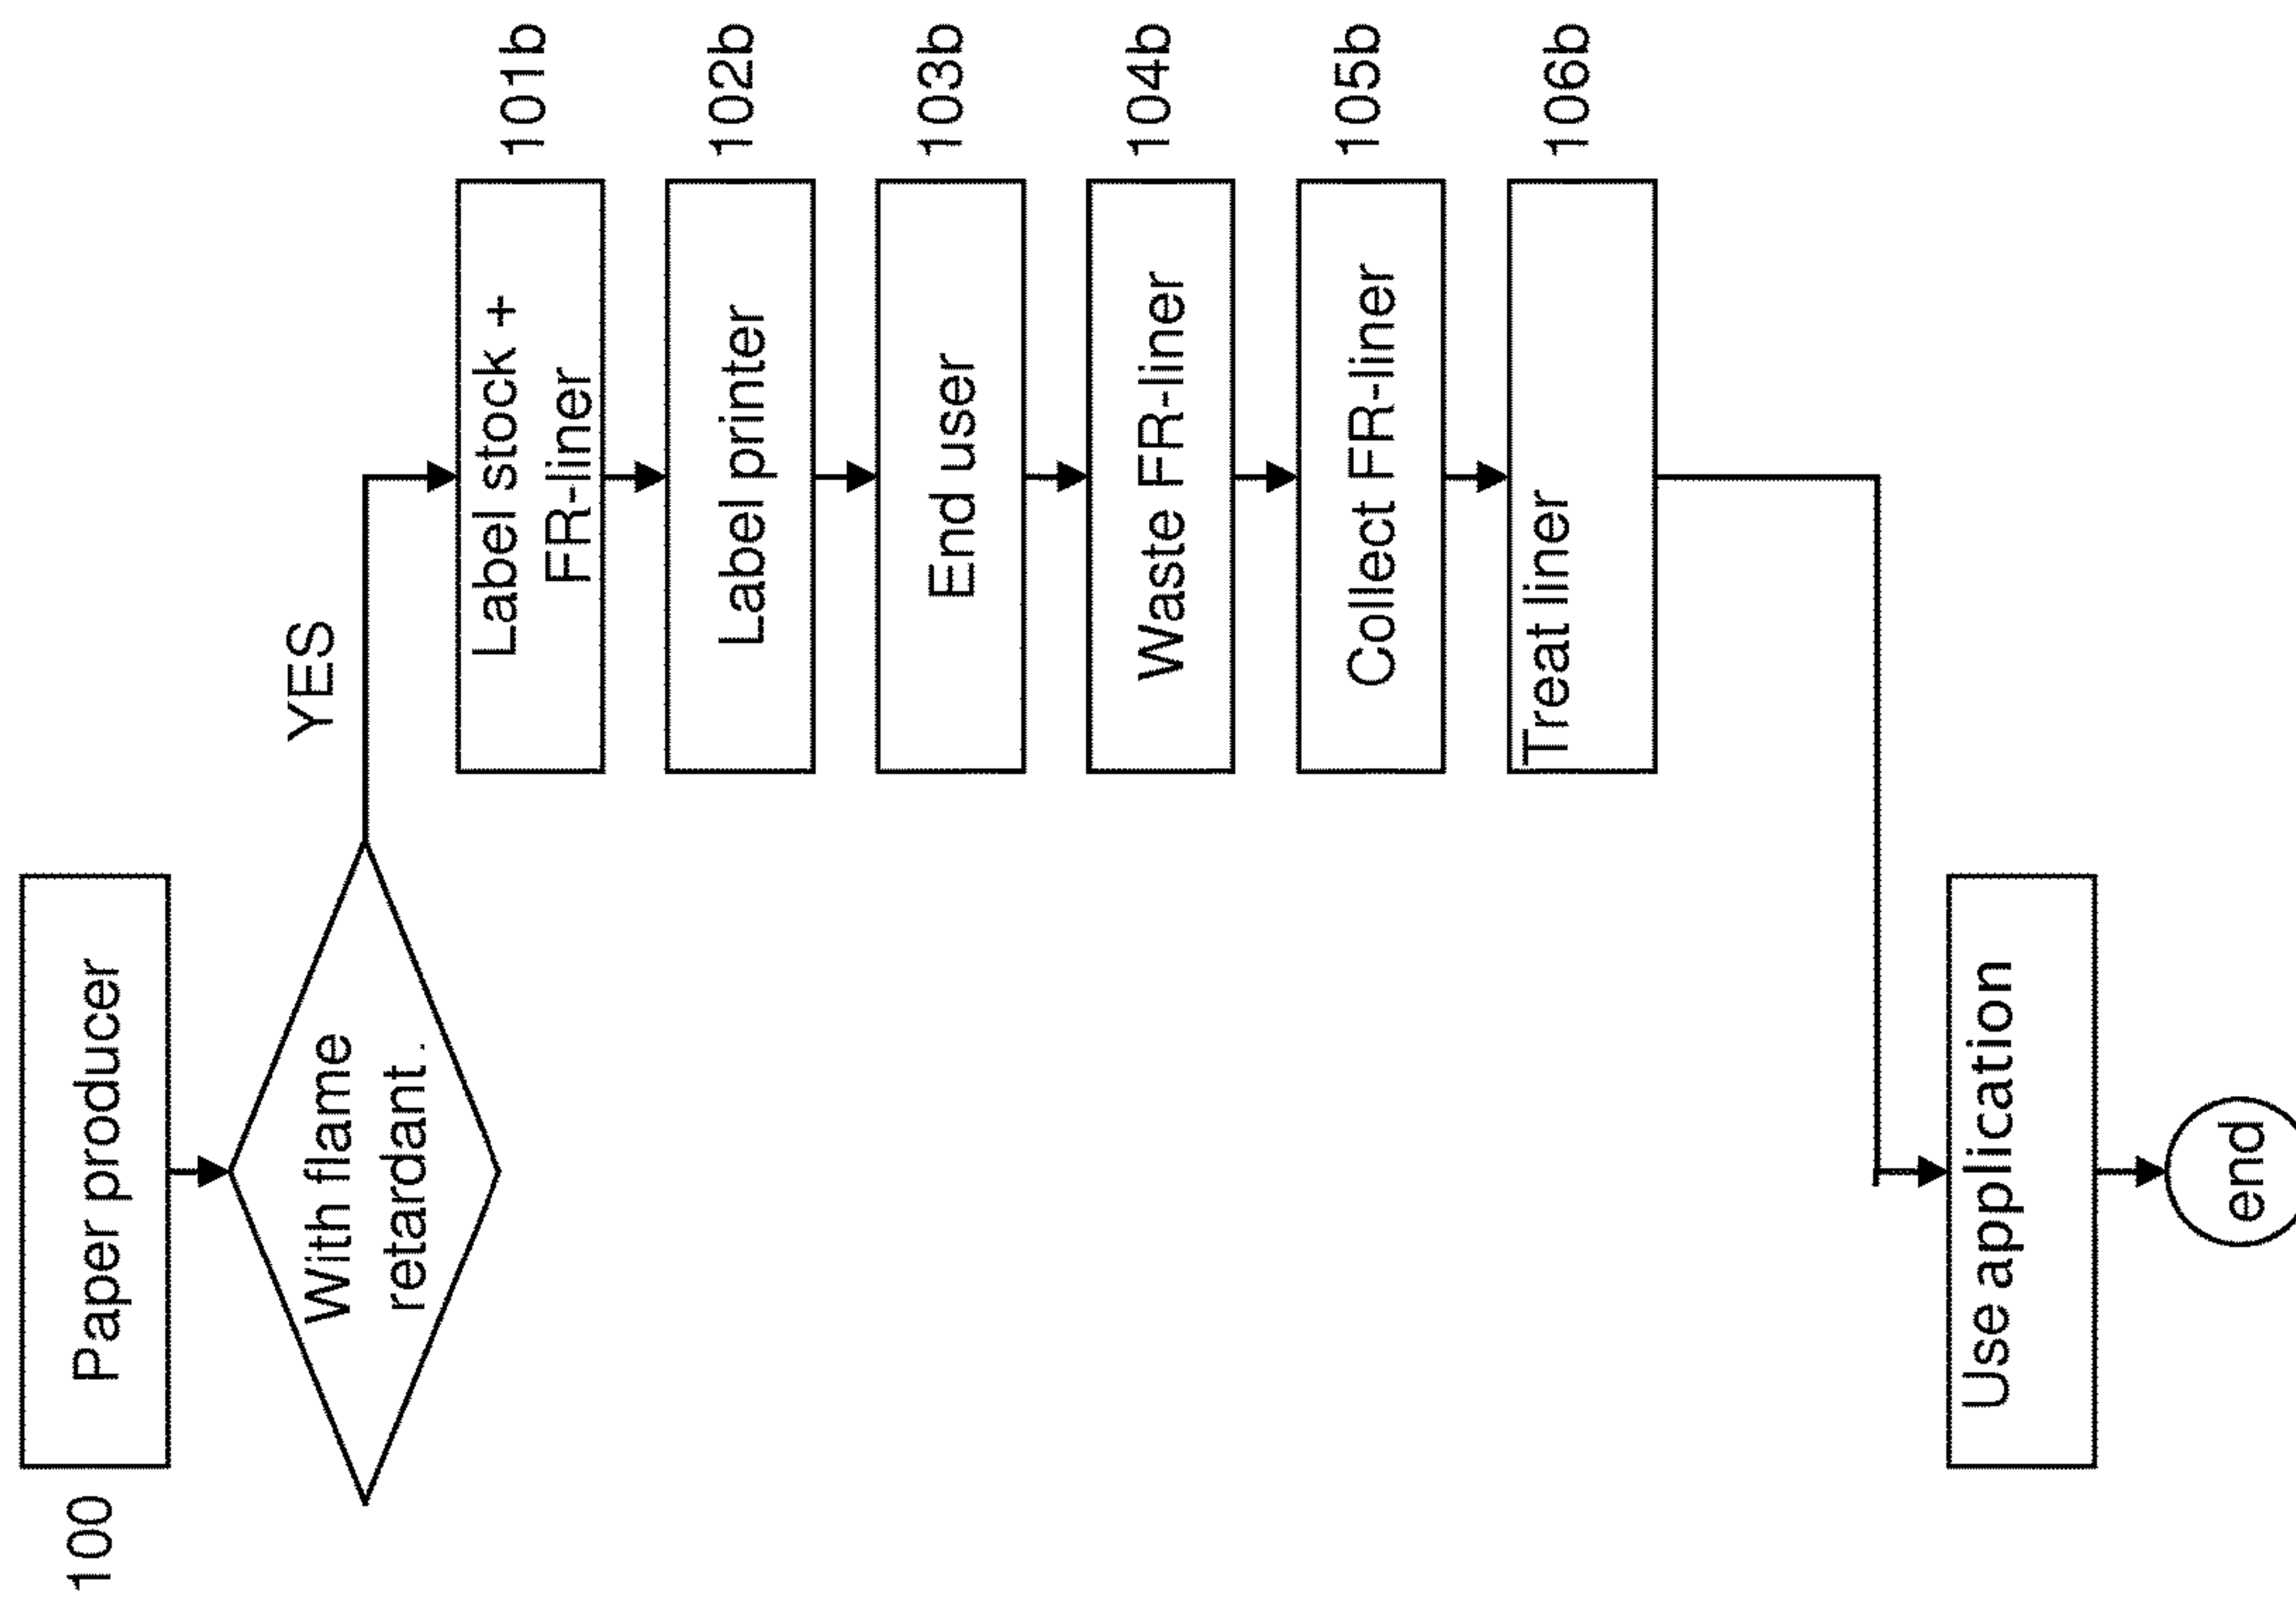 100
Paper producer
With flame
retardant.
YES
Label stock +
FR-liner
101b
Label printer
102b
End user
103b
Waste FR-liner
104b
Collect FR-liner
105b
Treat liner
106b
Use application
end